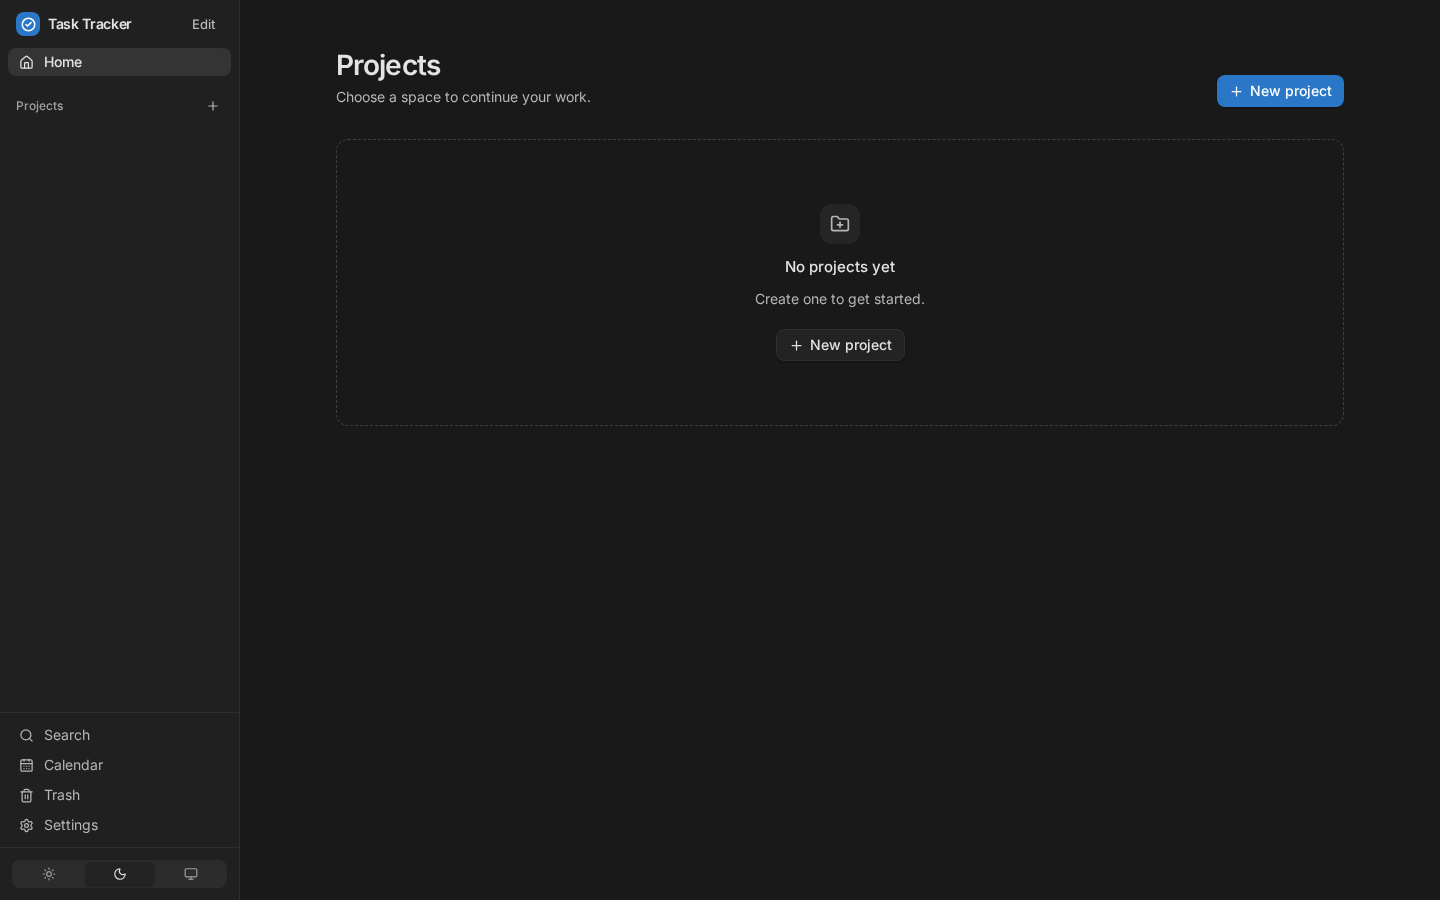 Task Tracker
Edit
Home
Projects
Projects
Choose a space to continue your work.
New project
No projects yet
Create one to get started.
New project
Search
Calendar
Trash
Settings